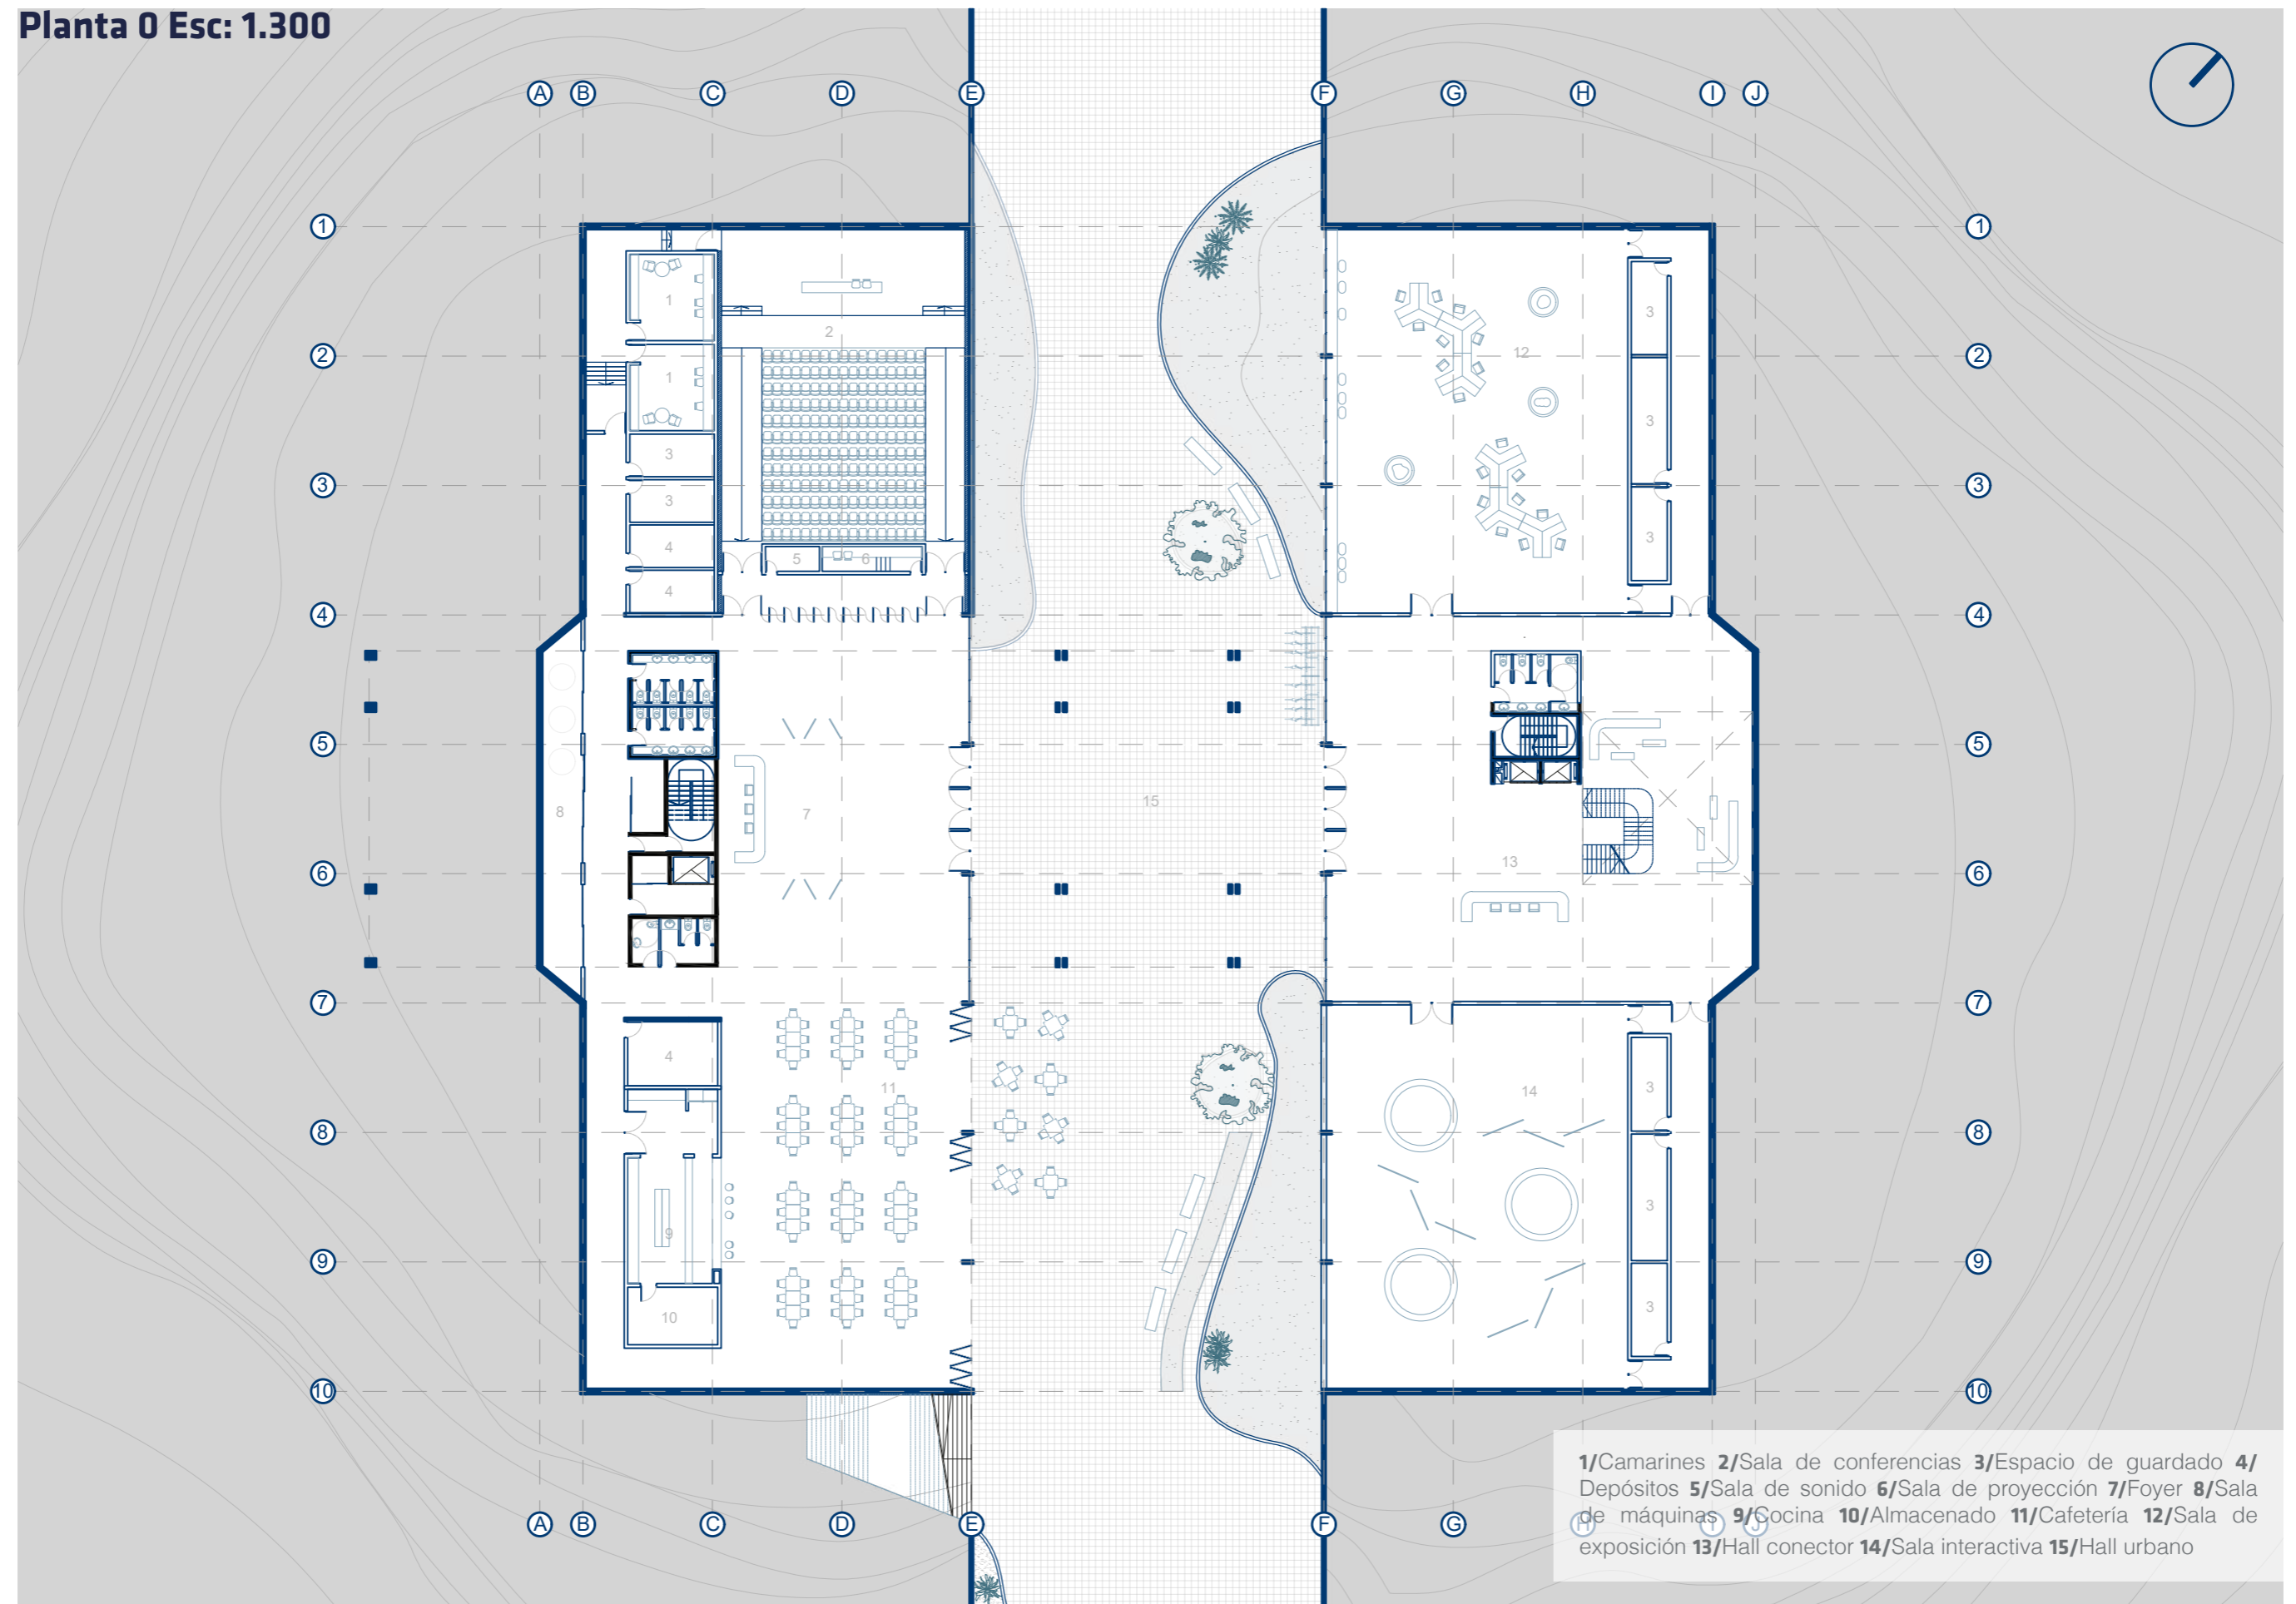 Planta 0 Esc: 1.300
A B C D E F G H I J
1 1
1 3
2 12
2 2
1 3
3
3 3
3
4 3
5 6
4
4 4
5 5
8 7 15
13
6 6
7 7
4 11 14 3
8 8
9 3
9 9
10 3
10 10
A B C D E F G H I J
1/Camarines 2/Sala de conferencias 3/Espacio de guardado 4/
Depósitos 5/Sala de sonido 6/Sala de proyección 7/Foyer 8/Sala
de máquinas 9/Cocina 10/Almacenado 11/Cafetería 12/Sala de
exposición 13/Hall conector 14/Sala interactiva 15/Hall urbano